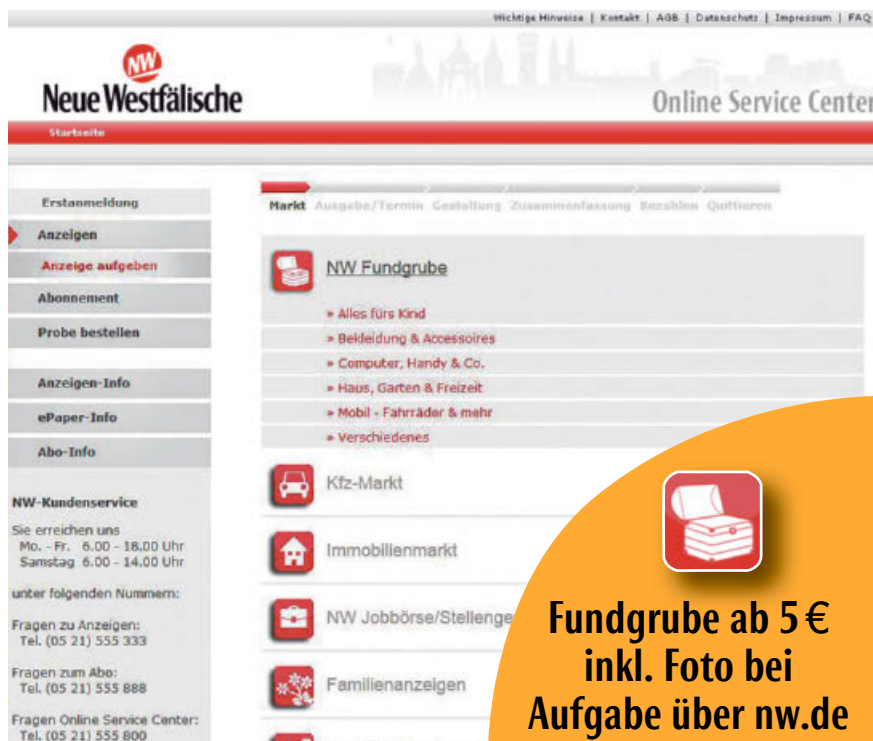 Wichtige Hinweise | Kontakt | AGB | Datenschutz | Impressum | FAQ
NW
Neue Westfälische
Online Service Center
Startseite
Erstanmeldung
Anzeigen
Anzeige aufgeben
Abonnement
Probe bestellen
Anzeigen-Info
ePaper-Info
Abo-Info
NW-Kundenservice
Sie erreichen uns
Mo. - Fr. 6.00 - 18.00 Uhr
Samstag 6.00 - 14.00 Uhr
unter folgenden Nummern:
Fragen zu Anzeigen:
Tel. (05 21) 555 333
Fragen zum Abo:
Tel. (05 21) 555 888
Fragen Online Service Center:
Tel. (05 21) 555 800
Markt Ausgabe/Termin Gestaltung Zusammenfassung Bezahlen Quittieren
NW Fundgrube
» Alles fürs Kind
» Bekleidung & Accessoires
» Computer, Handy & Co.
» Haus, Garten & Freizeit
» Mobil - Fahrräder & mehr
» Verschiedenes
Kfz-Markt
Immobilienmarkt
NW Jobbörse/Stellenge
Familienanzeigen
Fundgrube ab 5 €
inkl. Foto bei
Aufgabe über nw.de